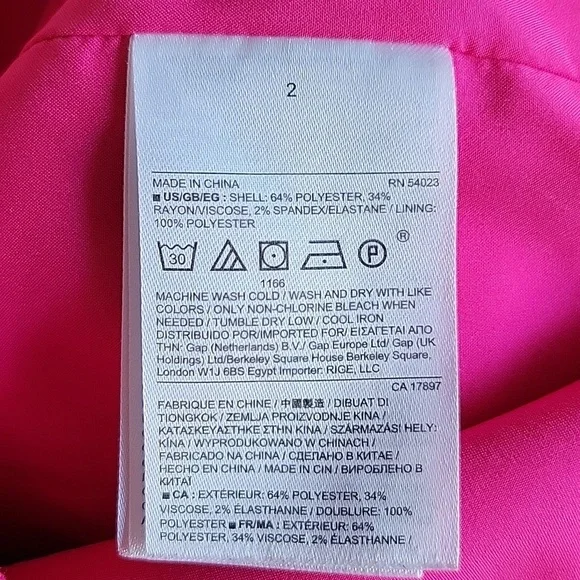 2
MADE IN CHINA RN 54023
US/GB/EG : SHELL: 64% POLYESTER, 34%
RAYON/VISCOSE, 2% SPANDEX/ELASTANE / LINING:
100% POLYESTER
30 P ®
1166
MACHINE WASH COLD / WASH AND DRY WITH LIKE
COLORS / ONLY NON-CHLORINE BLEACH WHEN
NEEDED / TUMBLE DRY LOW / COOL IRON
DISTRIBUIDO POR/IMPORTED FOR/ ΕΙΣΑΓΕΤΑΙ ΑΠΟ
ΤΗΝ: Gap (Netherlands) B.V./ Gap Europe Ltd/ Gap (UK
Holdings) Ltd/Berkeley Square House Berkeley Square,
London W1J 6BS Egypt Importer: RIGE, LLC
CA 17897
FABRIQUE EN CHINE / 中國製造 / DIBUAT DI
TIONGKOK / ZEMLJA PROIZVODNJE KINA /
ΚΑΤΑΣΚΕΥΑΣΤΗΚΕ ΣΤΗΝ ΚΙΝΑ / SZÁRMAZÁSI HELY:
KÍNA / WYPRODUKOWANO W CHINACH /
FABRICADO NA CHINA / СДЕЛАНО В КИТАЕ /
HECHO EN CHINA / MADE IN CIN / ВИРОБЛЕНО В
КИТАЇ
CA : EXTÉRIEUR: 64% POLYESTER, 34%
VISCOSE, 2% ÉLASTHANNE / DOUBLURE: 100%
POLYESTER FR/MA : EXTÉRIEUR: 64%
POLYESTER, 34% VISCOSE, 2% ÉLASTHANNE /